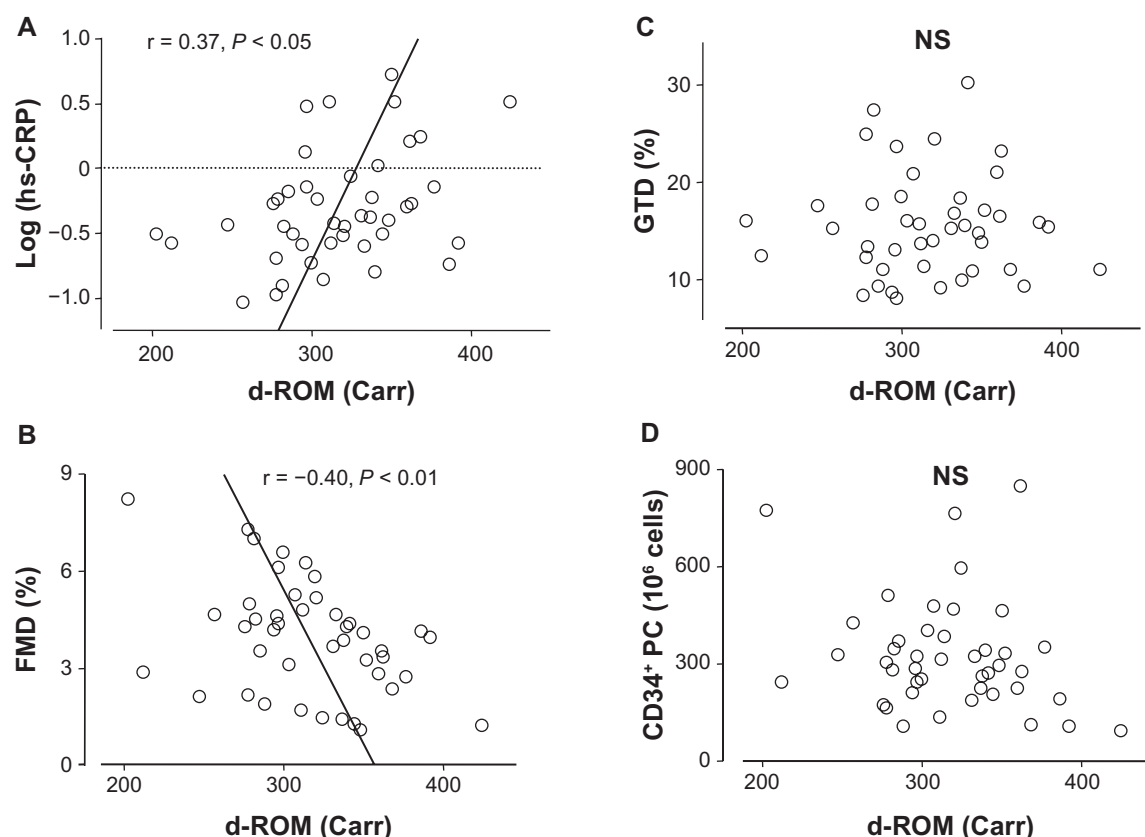 A
r = 0.37, P < 0.05
1.0
0.5
0
−0.5
−1.0
Log (hs-CRP)
200
300
400
d-ROM (Carr)
B
r = −0.40, P < 0.01
9
6
3
0
FMD (%)
200
300
400
d-ROM (Carr)
C
NS
30
20
10
GTD (%)
200
300
400
d-ROM (Carr)
D
NS
900
600
300
0
CD34⁺ PC (10⁶ cells)
200
300
400
d-ROM (Carr)